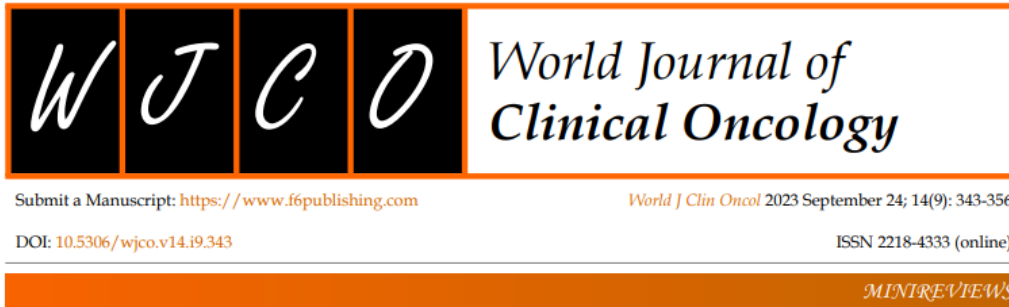 W J C O
World Journal of
Clinical Oncology
Submit a Manuscript: https://www.f6publishing.com
World J Clin Oncol 2023 September 24; 14(9): 343-356
DOI: 10.5306/wjco.v14.i9.343
ISSN 2218-4333 (online)
MINIREVIEWS